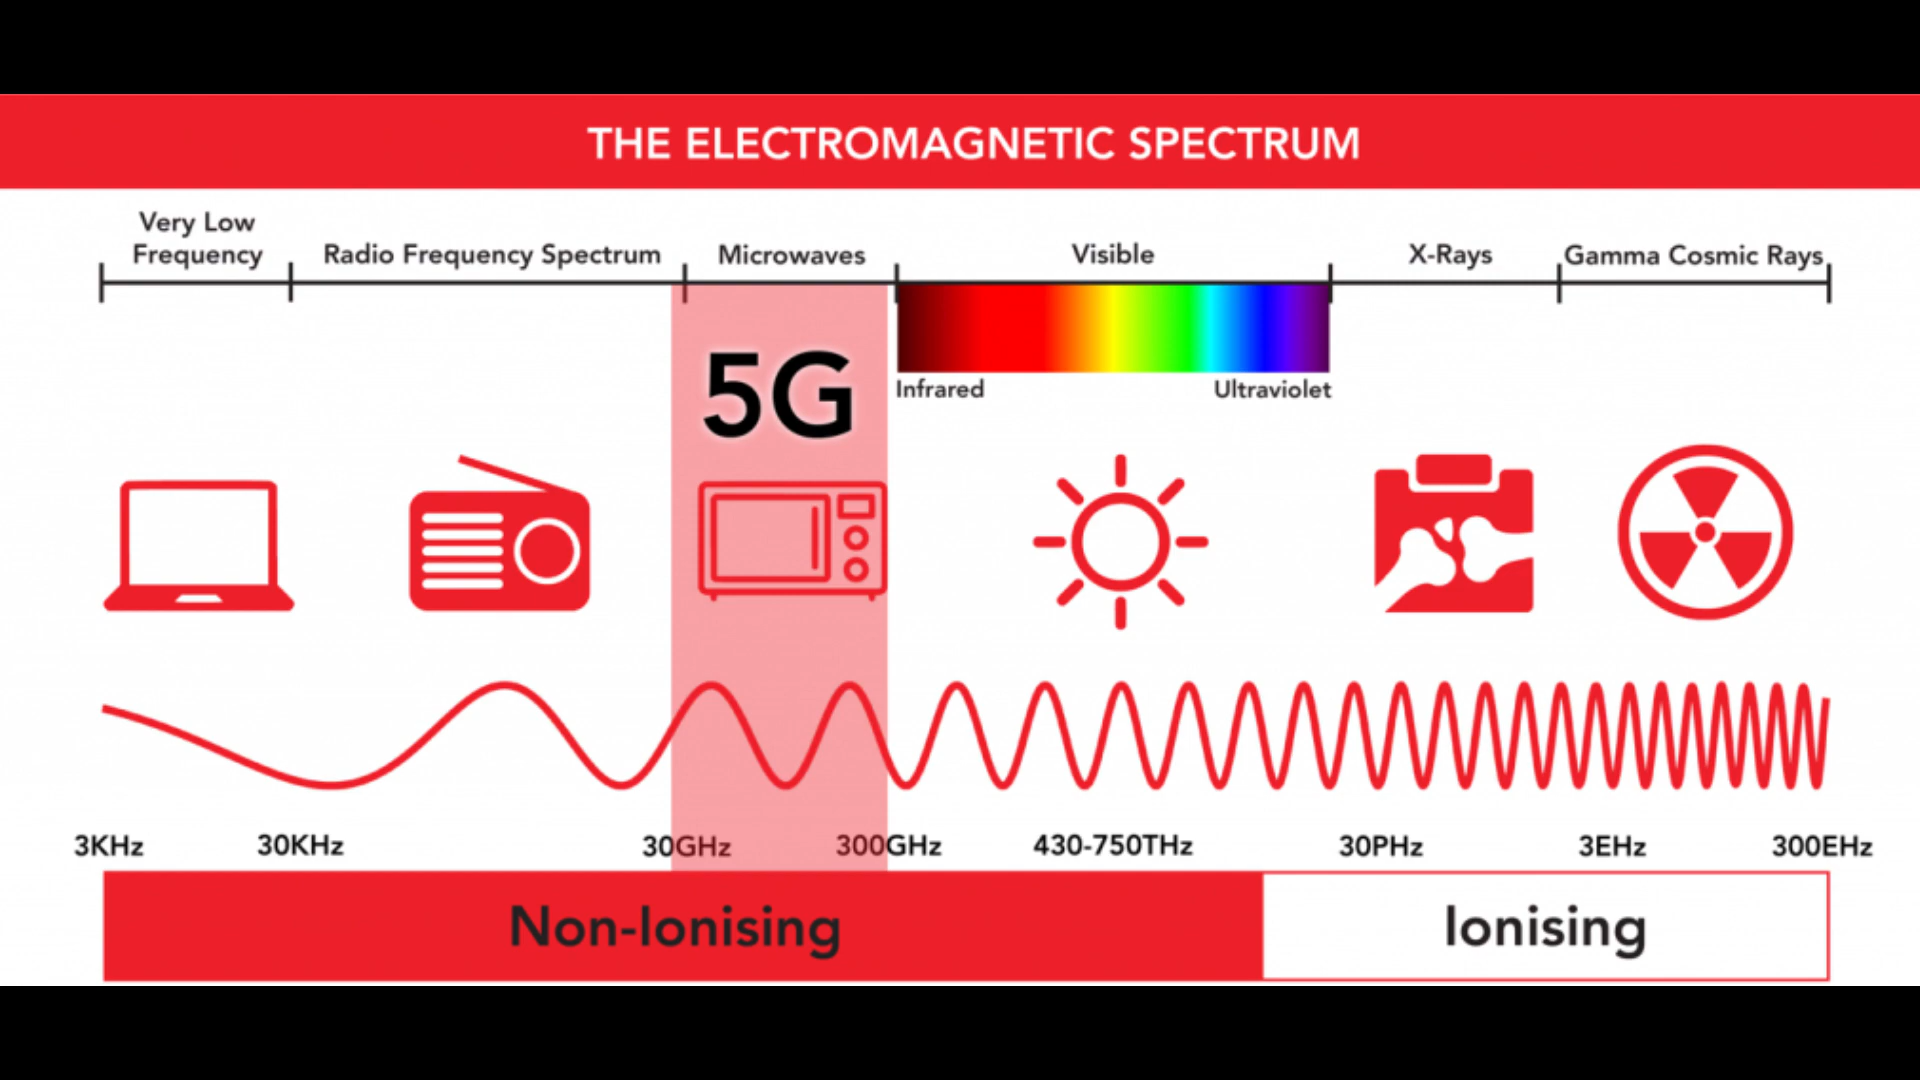 THE ELECTROMAGNETIC SPECTRUM
Very Low
Frequency
Radio Frequency Spectrum
Microwaves
Visible
X-Rays
Gamma Cosmic Rays
5G
Infrared
Ultraviolet
3KHz
30KHz
30GHz
300GHz
430-750THz
30PHz
3EHz
300EHz
Non-Ionising
Ionising